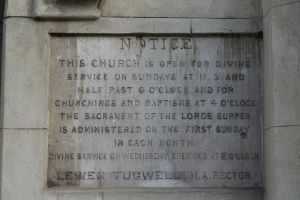 NOTICE
THIS CHURCH IS OPEN FOR DIVINE
SERVICE ON SUNDAYS AT 11. 3. AND
HALF PAST 6 O'CLOCK, AND FOR
CHURCHINGS AND BAPTISMS AT 4 O'CLOCK.
THE SACRAMENT OF THE LORDS SUPPER
IS ADMINISTERED ON THE FIRST SUNDAY
IN EACH MONTH.
DIVINE SERVICE ON WEDNESDAY EVENINGS AT 7 O'CLOCK
LEWEN TUGWELL, M.A. RECTOR.